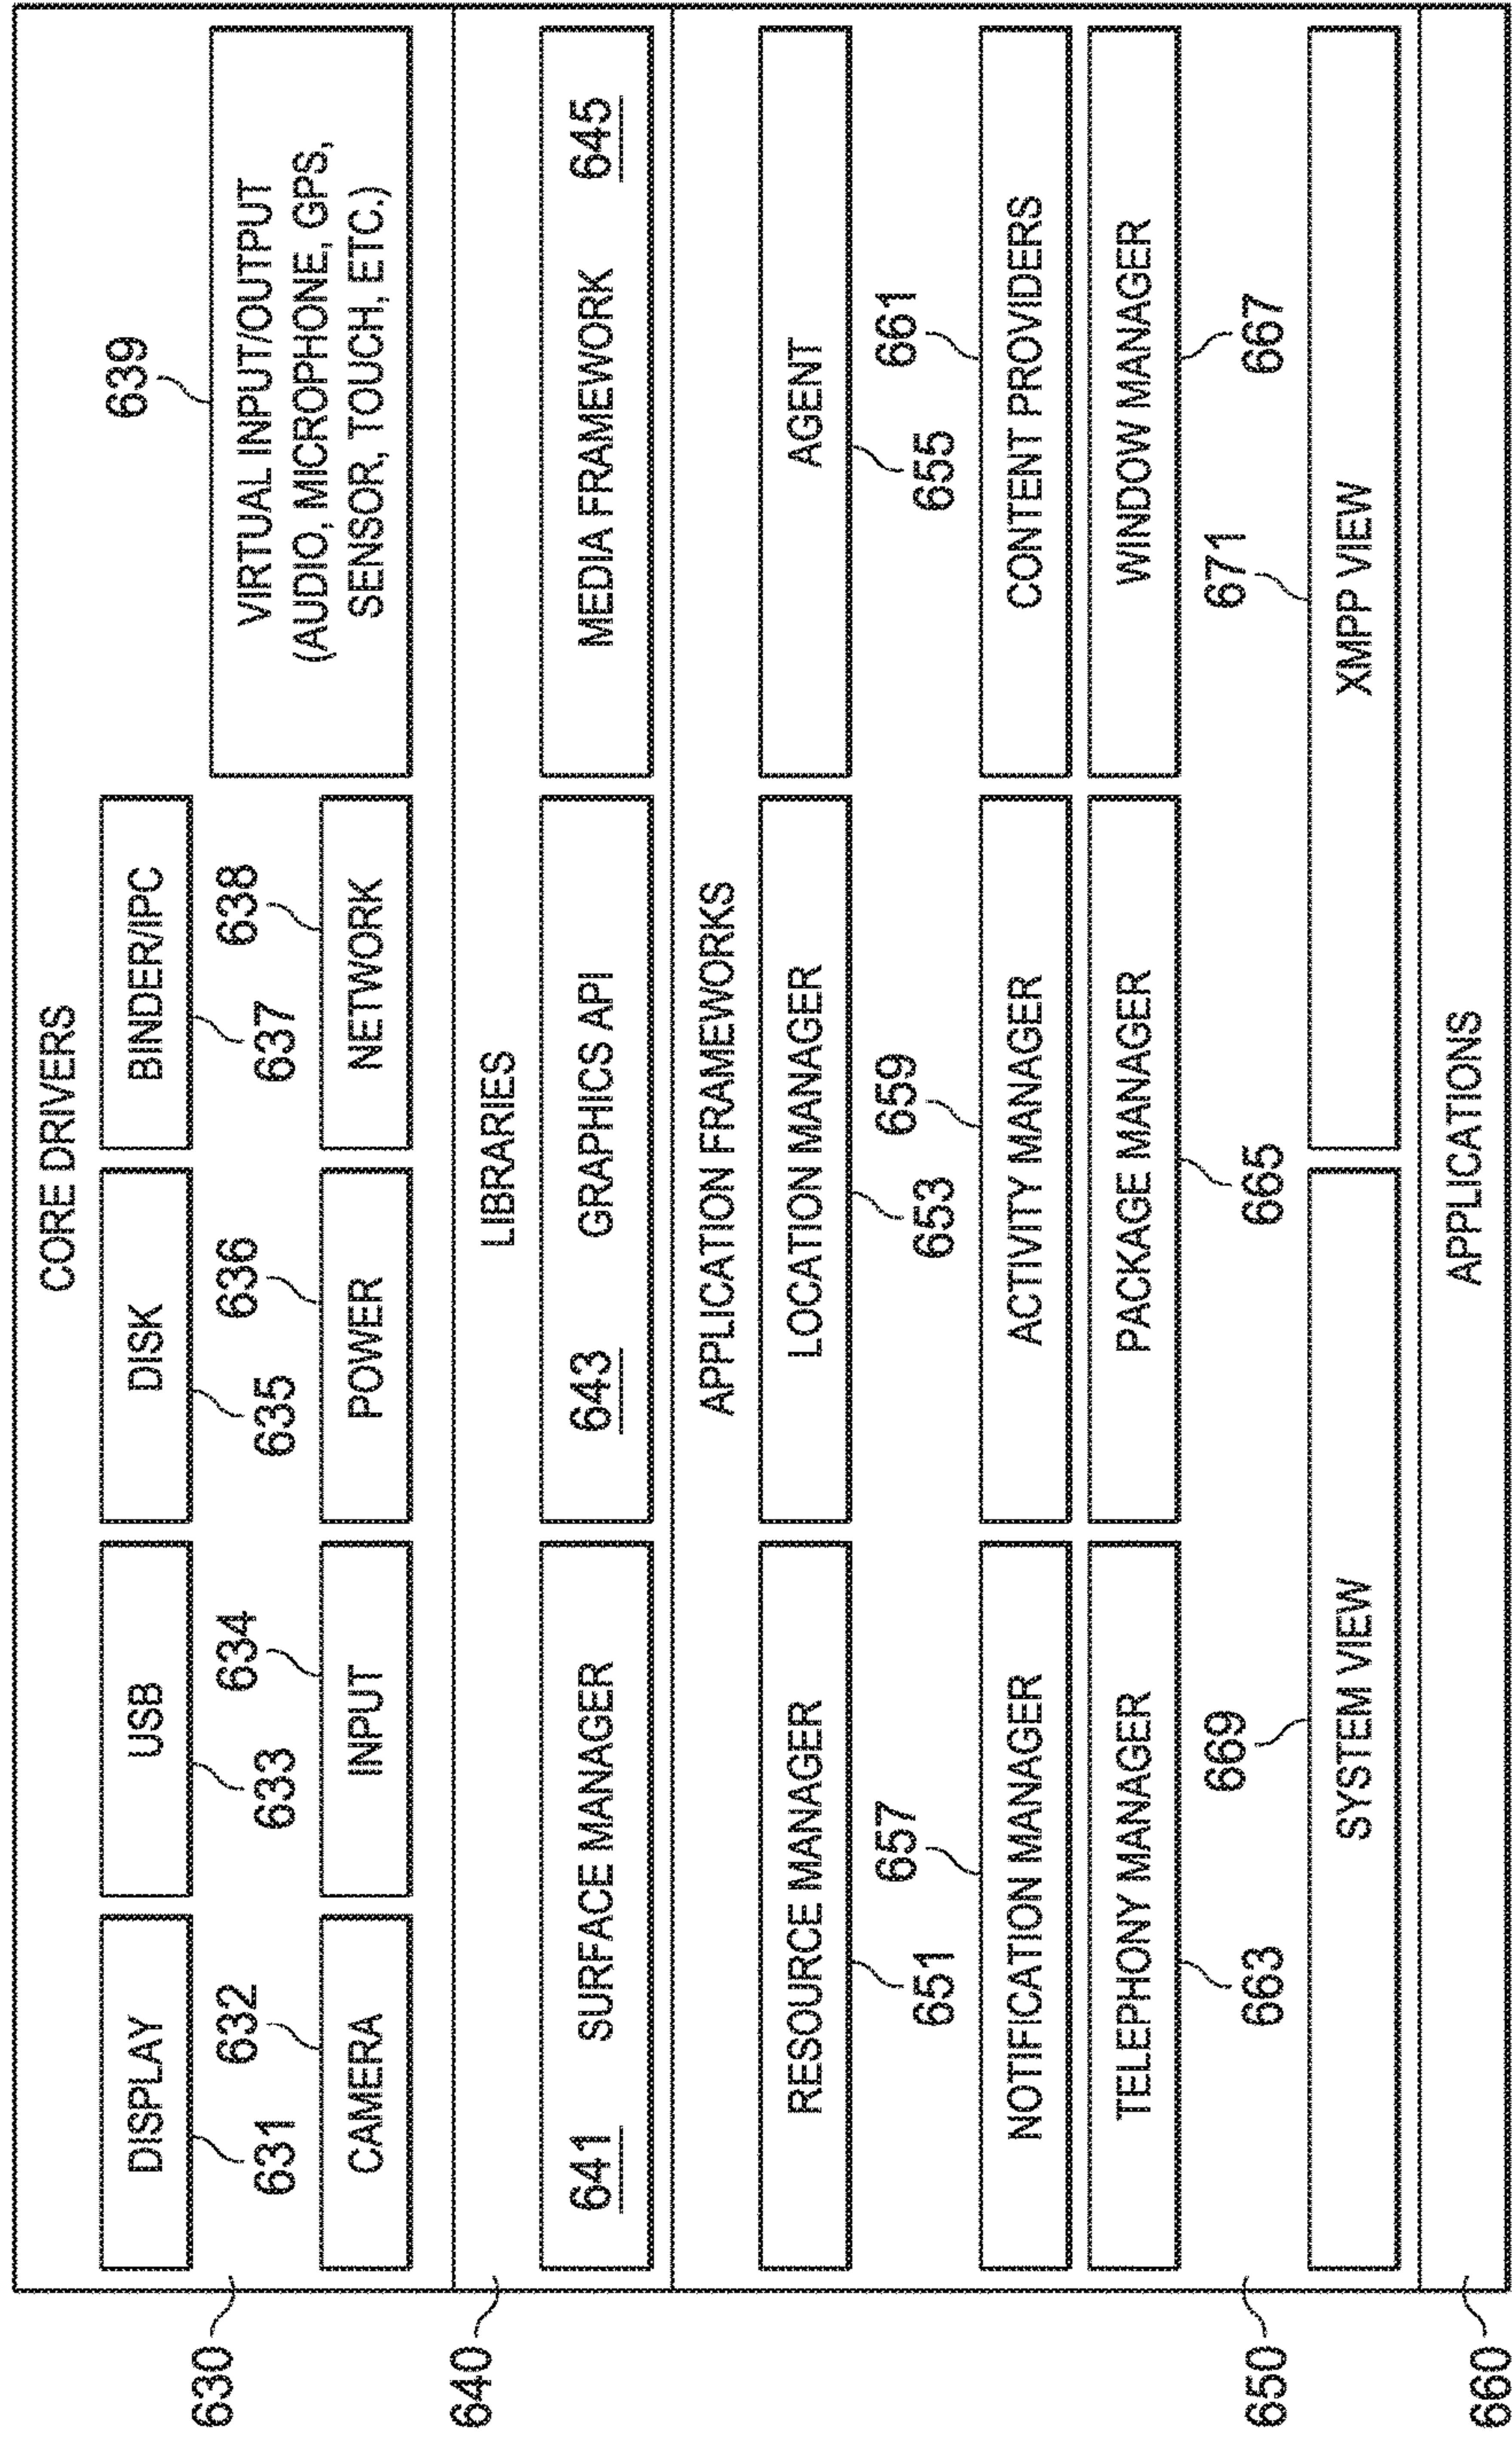 CORE DRIVERS
630
DISPLAY
USB
DISK
BINDER/IPC
639
632
634
636
638
631
633
635
637
VIRTUAL INPUT/OUTPUT
(AUDIO, MICROPHONE, GPS,
SENSOR, TOUCH, ETC.)
CAMERA
INPUT
POWER
NETWORK
640
LIBRARIES
641 SURFACE MANAGER
643 GRAPHICS API
MEDIA FRAMEWORK 645
APPLICATION FRAMEWORKS
RESOURCE MANAGER
LOCATION MANAGER
AGENT
657
659
661
651
653
655
NOTIFICATION MANAGER
ACTIVITY MANAGER
CONTENT PROVIDERS
TELEPHONY MANAGER
PACKAGE MANAGER
WINDOW MANAGER
669
671
650
663
665
667
SYSTEM VIEW
XMPP VIEW
660
APPLICATIONS